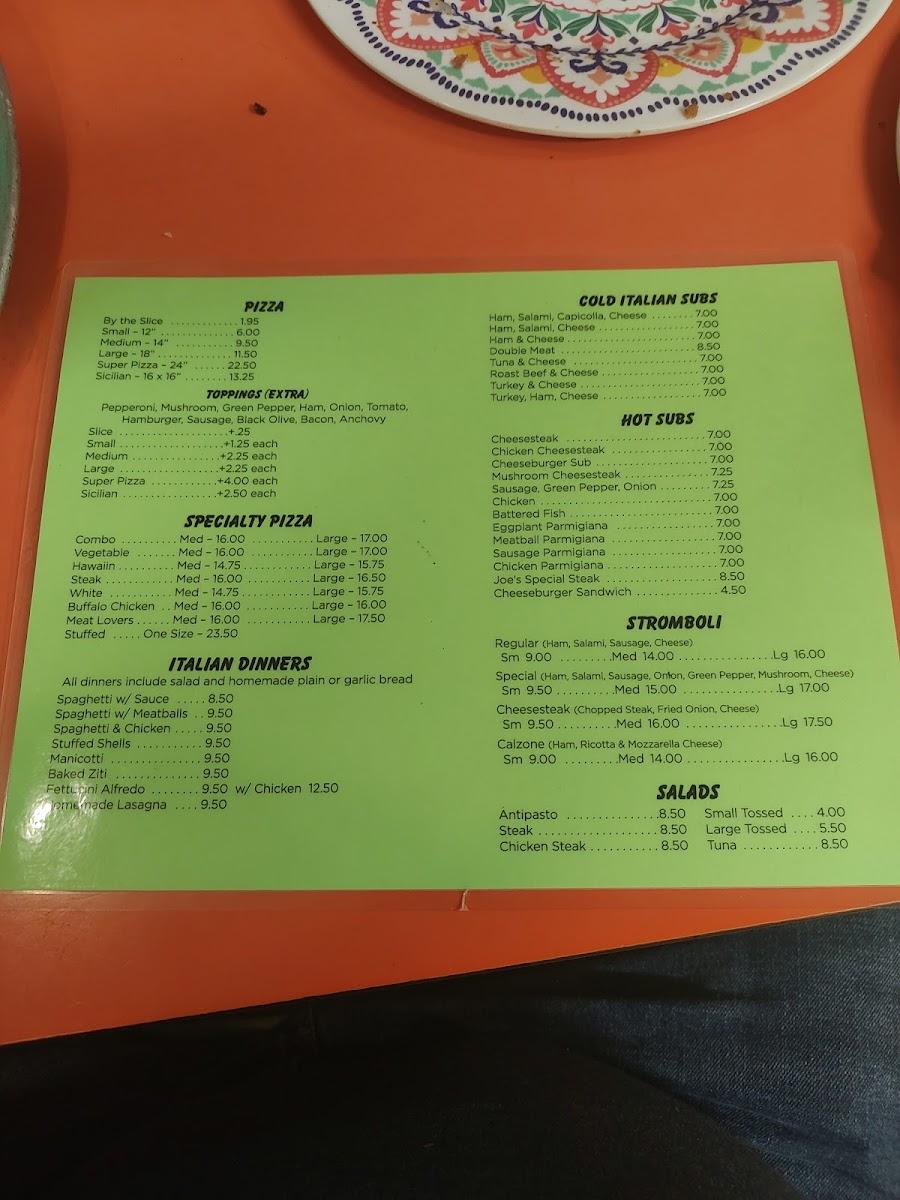 PIZZA
By the Slice ............ 1.95
Small - 12" ............... 6.00
Medium - 14" ............. 9.50
Large - 18" .............. 11.50
Super Pizza - 24" ...... 22.50
Sicilian - 16 x 16" ........ 13.25
TOPPINGS (EXTRA)
Pepperoni, Mushroom, Green Pepper, Ham, Onion, Tomato,
Hamburger, Sausage, Black Olive, Bacon, Anchovy
Slice ....................+.25
Small ...................+1.25 each
Medium .................+2.25 each
Large ...................+2.25 each
Super Pizza ............+4.00 each
Sicilian .................+2.50 each
SPECIALTY PIZZA
Combo .......... Med - 16.00 ........... Large - 17.00
Vegetable ....... Med - 16.00 ........... Large - 17.00
Hawaiin .......... Med - 14.75 ............ Large - 15.75
Steak ............ Med - 16.00 ........... Large - 16.50
White ........... Med - 14.75 ............ Large - 15.75
Buffalo Chicken .. Med - 16.00 ........... Large - 16.00
Meat Lovers ...... Med - 16.00 ........... Large - 17.50
Stuffed ..... One Size - 23.50
ITALIAN DINNERS
All dinners include salad and homemade plain or garlic bread
Spaghetti w/ Sauce ..... 8.50
Spaghetti w/ Meatballs .. 9.50
Spaghetti & Chicken ..... 9.50
Stuffed Shells ........... 9.50
Manicotti ............... 9.50
Baked Ziti .............. 9.50
Fettucini Alfredo ........ 9.50 w/ Chicken 12.50
Homemade Lasagna .... 9.50
COLD ITALIAN SUBS
Ham, Salami, Capicolla, Cheese ........ 7.00
Ham, Salami, Cheese .................. 7.00
Ham & Cheese ........................ 7.00
Double Meat .......................... 8.50
Tuna & Cheese ........................ 7.00
Roast Beef & Cheese ................... 7.00
Turkey & Cheese ....................... 7.00
Turkey, Ham, Cheese ................... 7.00
HOT SUBS
Cheesesteak ......................... 7.00
Chicken Cheesesteak .................. 7.00
Cheeseburger Sub ..................... 7.00
Mushroom Cheesesteak ................ 7.25
Sausage, Green Pepper, Onion ......... 7.25
Chicken .............................. 7.00
Battered Fish ......................... 7.00
Eggplant Parmigiana .................. 7.00
Meatball Parmigiana ................... 7.00
Sausage Parmigiana ................... 7.00
Chicken Parmigiana .................... 7.00
Joe's Special Steak .................... 8.50
Cheeseburger Sandwich ............... 4.50
STROMBOLI
Regular (Ham, Salami, Sausage, Cheese)
Sm 9.00 .........Med 14.00 .................Lg 16.00
Special (Ham, Salami, Sausage, Onion, Green Pepper, Mushroom, Cheese)
Sm 9.50 ..........Med 15.00 .................Lg 17.00
Cheesesteak (Chopped Steak, Fried Onion, Cheese)
Sm 9.50 ..........Med 16.00 .................Lg 17.50
Calzone (Ham, Ricotta & Mozzarella Cheese)
Sm 9.00 .........Med 14.00 .................Lg 16.00
SALADS
Antipasto ...............8.50 Small Tossed .... 4.00
Steak .................... 8.50 Large Tossed .... 5.50
Chicken Steak ........... 8.50 Tuna ............ 8.50